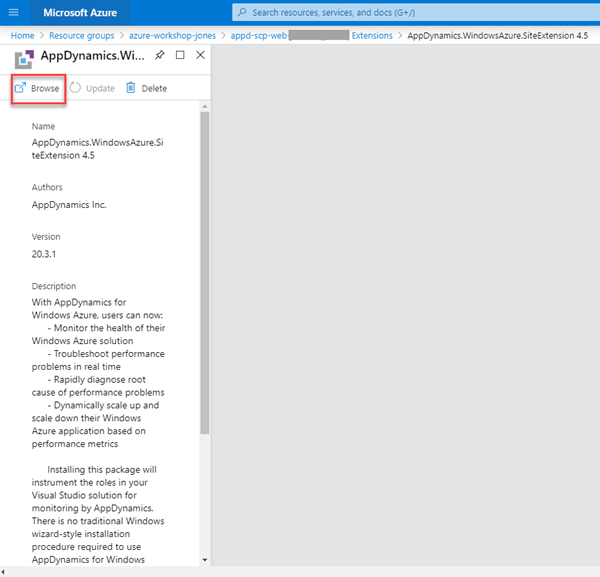 Microsoft Azure
Search resources, services, and docs (G+/)
Home > Resource groups > azure-workshop-jones > appd-scp-web Extensions > AppDynamics.WindowsAzure.SiteExtension 4.5
AppDynamics.Wi...
Browse Update Delete
Name
AppDynamics.WindowsAzure.Si
teExtension 4.5
Authors
AppDynamics Inc.
Version
20.3.1
Description
With AppDynamics for
Windows Azure, users can now:
- Monitor the health of their
Windows Azure solution
- Troubleshoot performance
problems in real time
- Rapidly diagnose root
cause of performance problems
- Dynamically scale up and
scale down their Windows
Azure application based on
performance metrics
Installing this package will
instrument the roles in your
Visual Studio solution for
monitoring by AppDynamics.
There is no traditional Windows
wizard-style installation
procedure required to use
AppDynamics for Windows